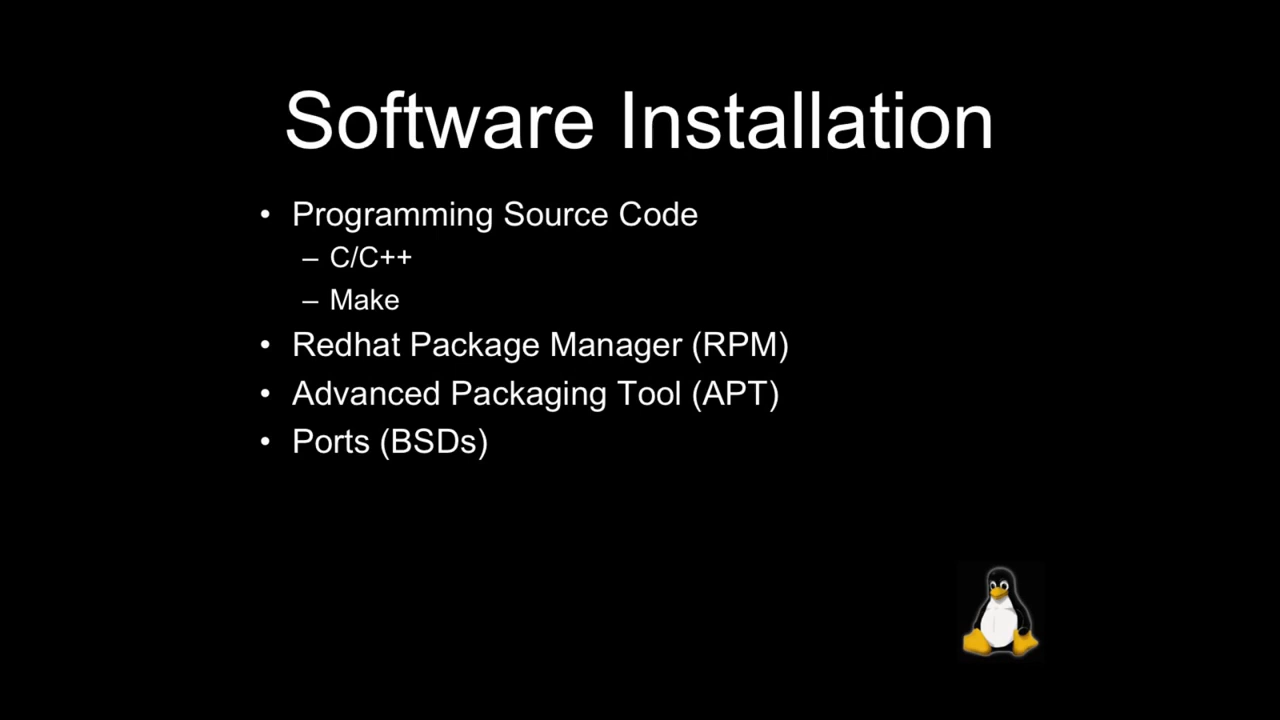 Software Installation
• Programming Source Code
– C/C++
– Make
• Redhat Package Manager (RPM)
• Advanced Packaging Tool (APT)
• Ports (BSDs)